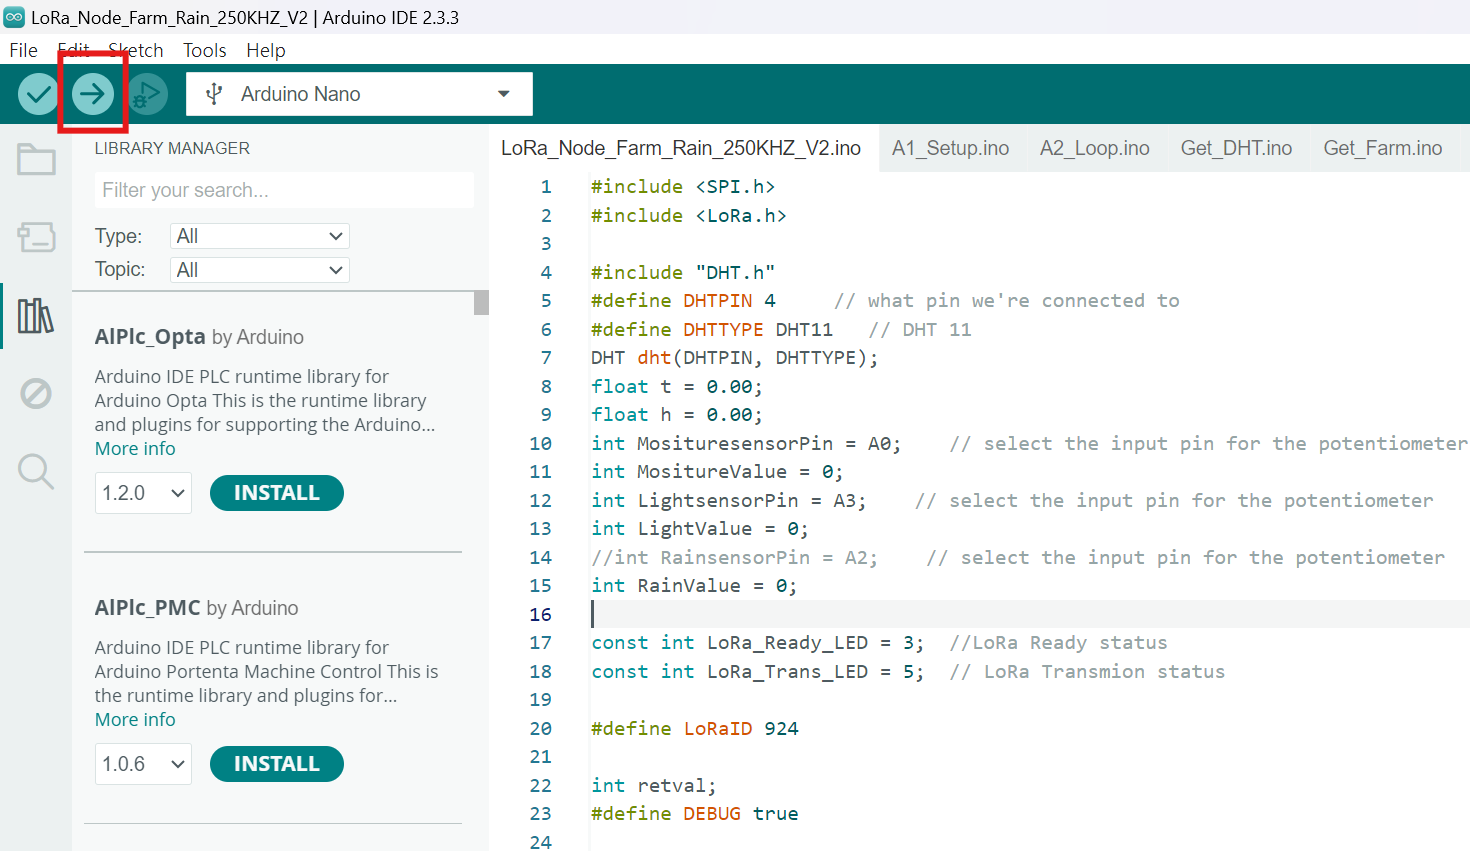 LoRa_Node_Farm_Rain_250KHZ_V2 | Arduino IDE 2.3.3
File Edit Sketch Tools Help
Arduino Nano
LIBRARY MANAGER
Filter your search...
Type: All
Topic: All
AlPlc_Opta by Arduino
Arduino IDE PLC runtime library for
Arduino Opta This is the runtime library
and plugins for supporting the Arduino...
More info
1.2.0 INSTALL
AlPlc_PMC by Arduino
Arduino IDE PLC runtime library for
Arduino Portenta Machine Control This is
the runtime library and plugins for...
More info
1.0.6 INSTALL
LoRa_Node_Farm_Rain_250KHZ_V2.ino A1_Setup.ino A2_Loop.ino Get_DHT.ino Get_Farm.ino
1 #include <SPI.h>
2 #include <LoRa.h>
3
4 #include "DHT.h"
5 #define DHTPIN 4 // what pin we're connected to
6 #define DHTTYPE DHT11 // DHT 11
7 DHT dht(DHTPIN, DHTTYPE);
8 float t = 0.00;
9 float h = 0.00;
10 int MosituresensorPin = A0; // select the input pin for the potentiometer
11 int MositureValue = 0;
12 int LightsensorPin = A3; // select the input pin for the potentiometer
13 int LightValue = 0;
14 //int RainsensorPin = A2; // select the input pin for the potentiometer
15 int RainValue = 0;
16
17 const int LoRa_Ready_LED = 3; //LoRa Ready status
18 const int LoRa_Trans_LED = 5; // LoRa Transmion status
19
20 #define LoRaID 924
21
22 int retval;
23 #define DEBUG true
24